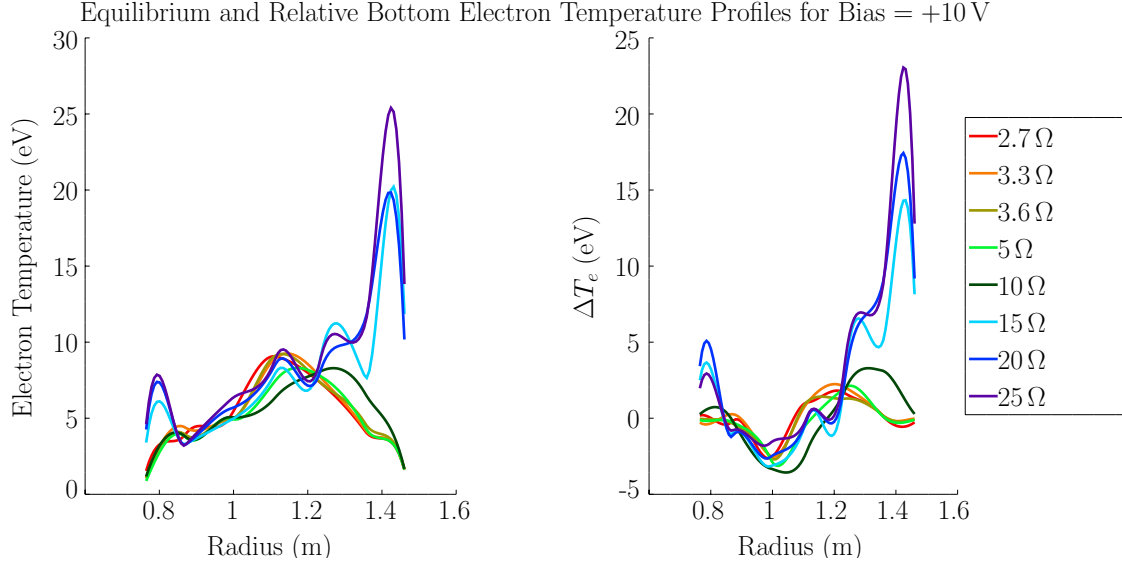 Equilibrium and Relative Bottom Electron Temperature Profiles for Bias = +10 V
Electron Temperature (eV)
30
25
20
15
10
5
0
0.8 1 1.2 1.4 1.6
Radius (m)
ΔTₑ (eV)
25
20
15
10
5
0
-5
0.8 1 1.2 1.4 1.6
Radius (m)
2.7 Ω
3.3 Ω
3.6 Ω
5 Ω
10 Ω
15 Ω
20 Ω
25 Ω